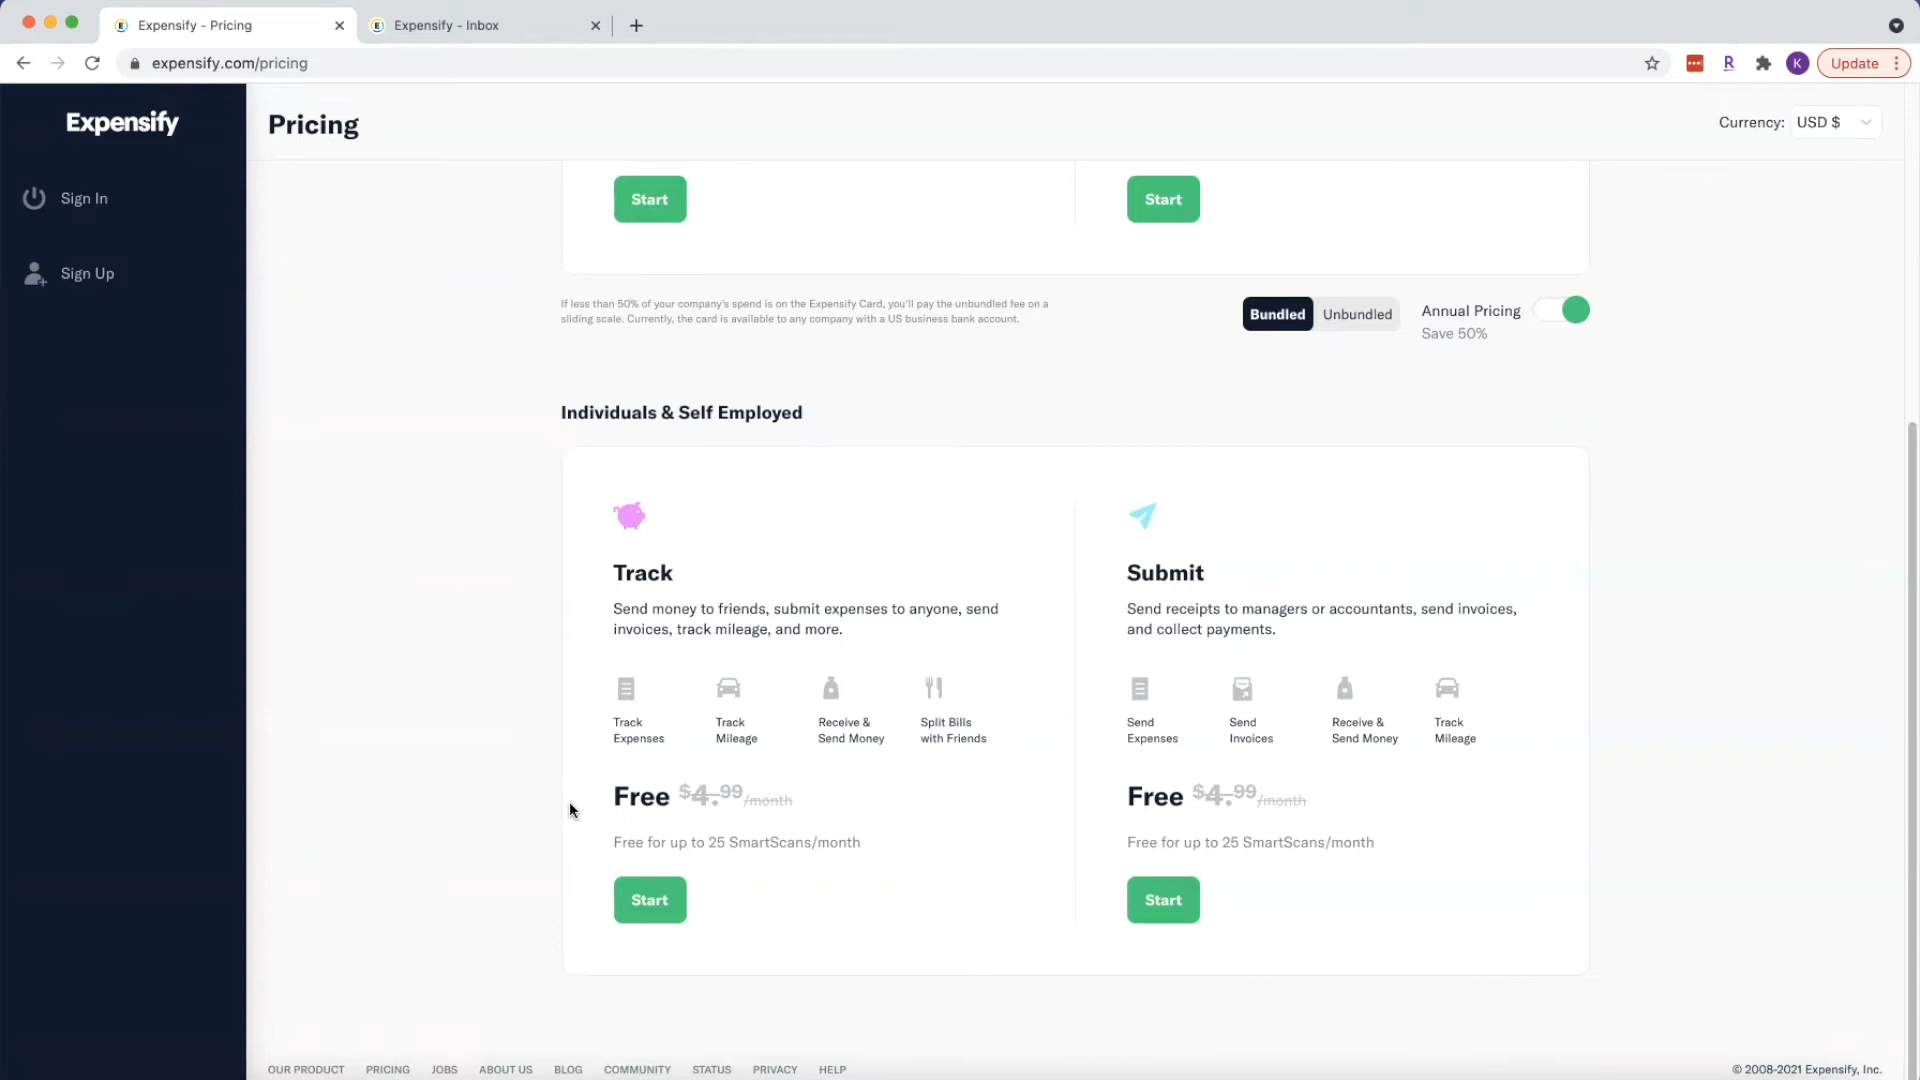 Expensify - Pricing
Expensify - Inbox
expensify.com/pricing
R
K
Update
Expensify
Pricing
Currency: USD $
Sign In
Sign Up
Start
Start
If less than 50% of your company's spend is on the Expensify Card, you'll pay the unbundled fee on a
sliding scale. Currently, the card is available to any company with a US business bank account.
Bundled
Unbundled
Annual Pricing
Save 50%
Individuals & Self Employed
Track
Send money to friends, submit expenses to anyone, send
invoices, track mileage, and more.
Track
Expenses
Track
Mileage
Receive &
Send Money
Split Bills
with Friends
Free $4.99/month
Free for up to 25 SmartScans/month
Start
Submit
Send receipts to managers or accountants, send invoices,
and collect payments.
Send
Expenses
Send
Invoices
Receive &
Send Money
Track
Mileage
Free $4.99/month
Free for up to 25 SmartScans/month
Start
OUR PRODUCT PRICING JOBS ABOUT US BLOG COMMUNITY STATUS PRIVACY HELP
© 2008-2021 Expensify, Inc.